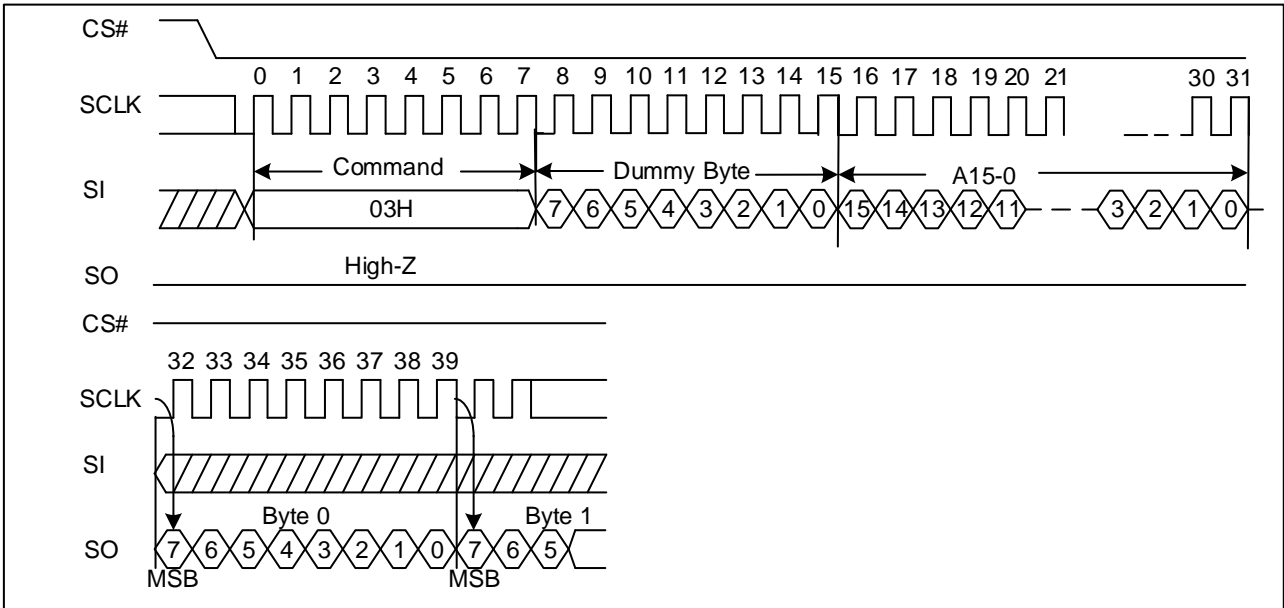 CS#
0 1 2 3 4 5 6 7 8 9 10 11 12 13 14 15 16 17 18 19 20 21 30 31
SCLK
Command Dummy Byte A15-0
SI
03H 7 6 5 4 3 2 1 0 15 14 13 12 11 3 2 1 0
High-Z
SO
CS#
32 33 34 35 36 37 38 39
SCLK
SI
Byte 0 Byte 1
SO 7 6 5 4 3 2 1 0 7 6 5
MSB MSB